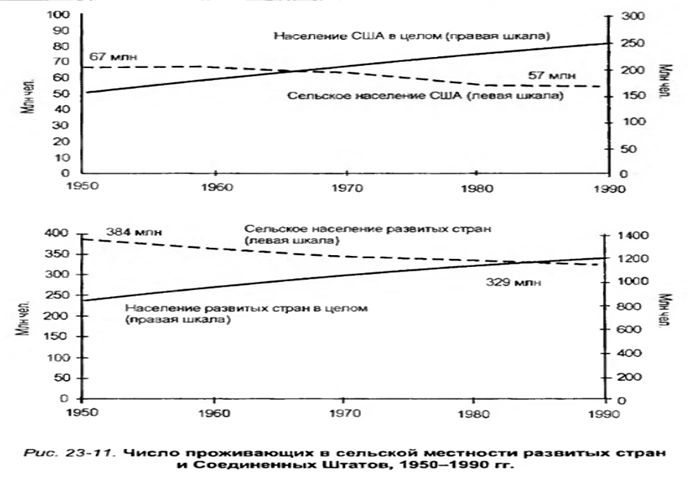 100
90
80
70
60
50
40
30
20
10
0
Млн чел.
67 млн
Население США в целом (правая шкала)
57 млн
Сельское население США (левая шкала)
300
250
200
150
100
50
0
Млн чел.
1950 1960 1970 1980 1990
400
350
300
250
200
150
100
50
0
Млн чел.
384 млн
Сельское население развитых стран
(левая шкала)
329 млн
Население развитых стран в целом
(правая шкала)
1400
1200
1000
800
600
400
200
0
Млн чел.
1950 1960 1970 1980 1990
Рис. 23-11. Число проживающих в сельской местности развитых стран
и Соединенных Штатов, 1950–1990 гг.